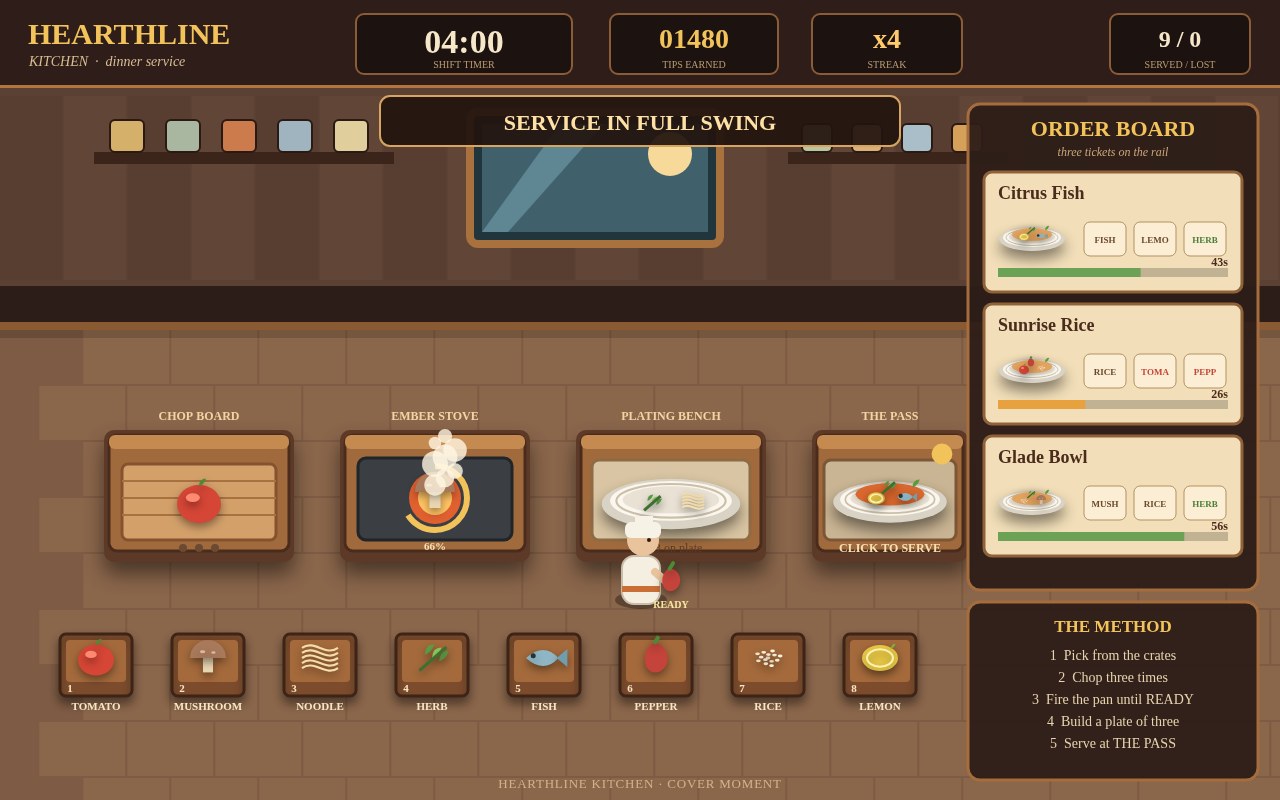 HEARTHLINE
KITCHEN · dinner service
04:00
SHIFT TIMER
01480
TIPS EARNED
x4
STREAK
9 / 0
SERVED / LOST
SERVICE IN FULL SWING
ORDER BOARD
three tickets on the rail
Citrus Fish
FISH LEMO HERB
43s
Sunrise Rice
RICE TOMA PEPP
26s
Glade Bowl
MUSH RICE HERB
56s
CHOP BOARD
EMBER STOVE
PLATING BENCH
THE PASS
66%
on plate
CLICK TO SERVE
READY
1
TOMATO
2
MUSHROOM
3
NOODLE
4
HERB
5
FISH
6
PEPPER
7
RICE
8
LEMON
THE METHOD
1 Pick from the crates
2 Chop three times
3 Fire the pan until READY
4 Build a plate of three
5 Serve at THE PASS
HEARTHLINE KITCHEN · COVER MOMENT